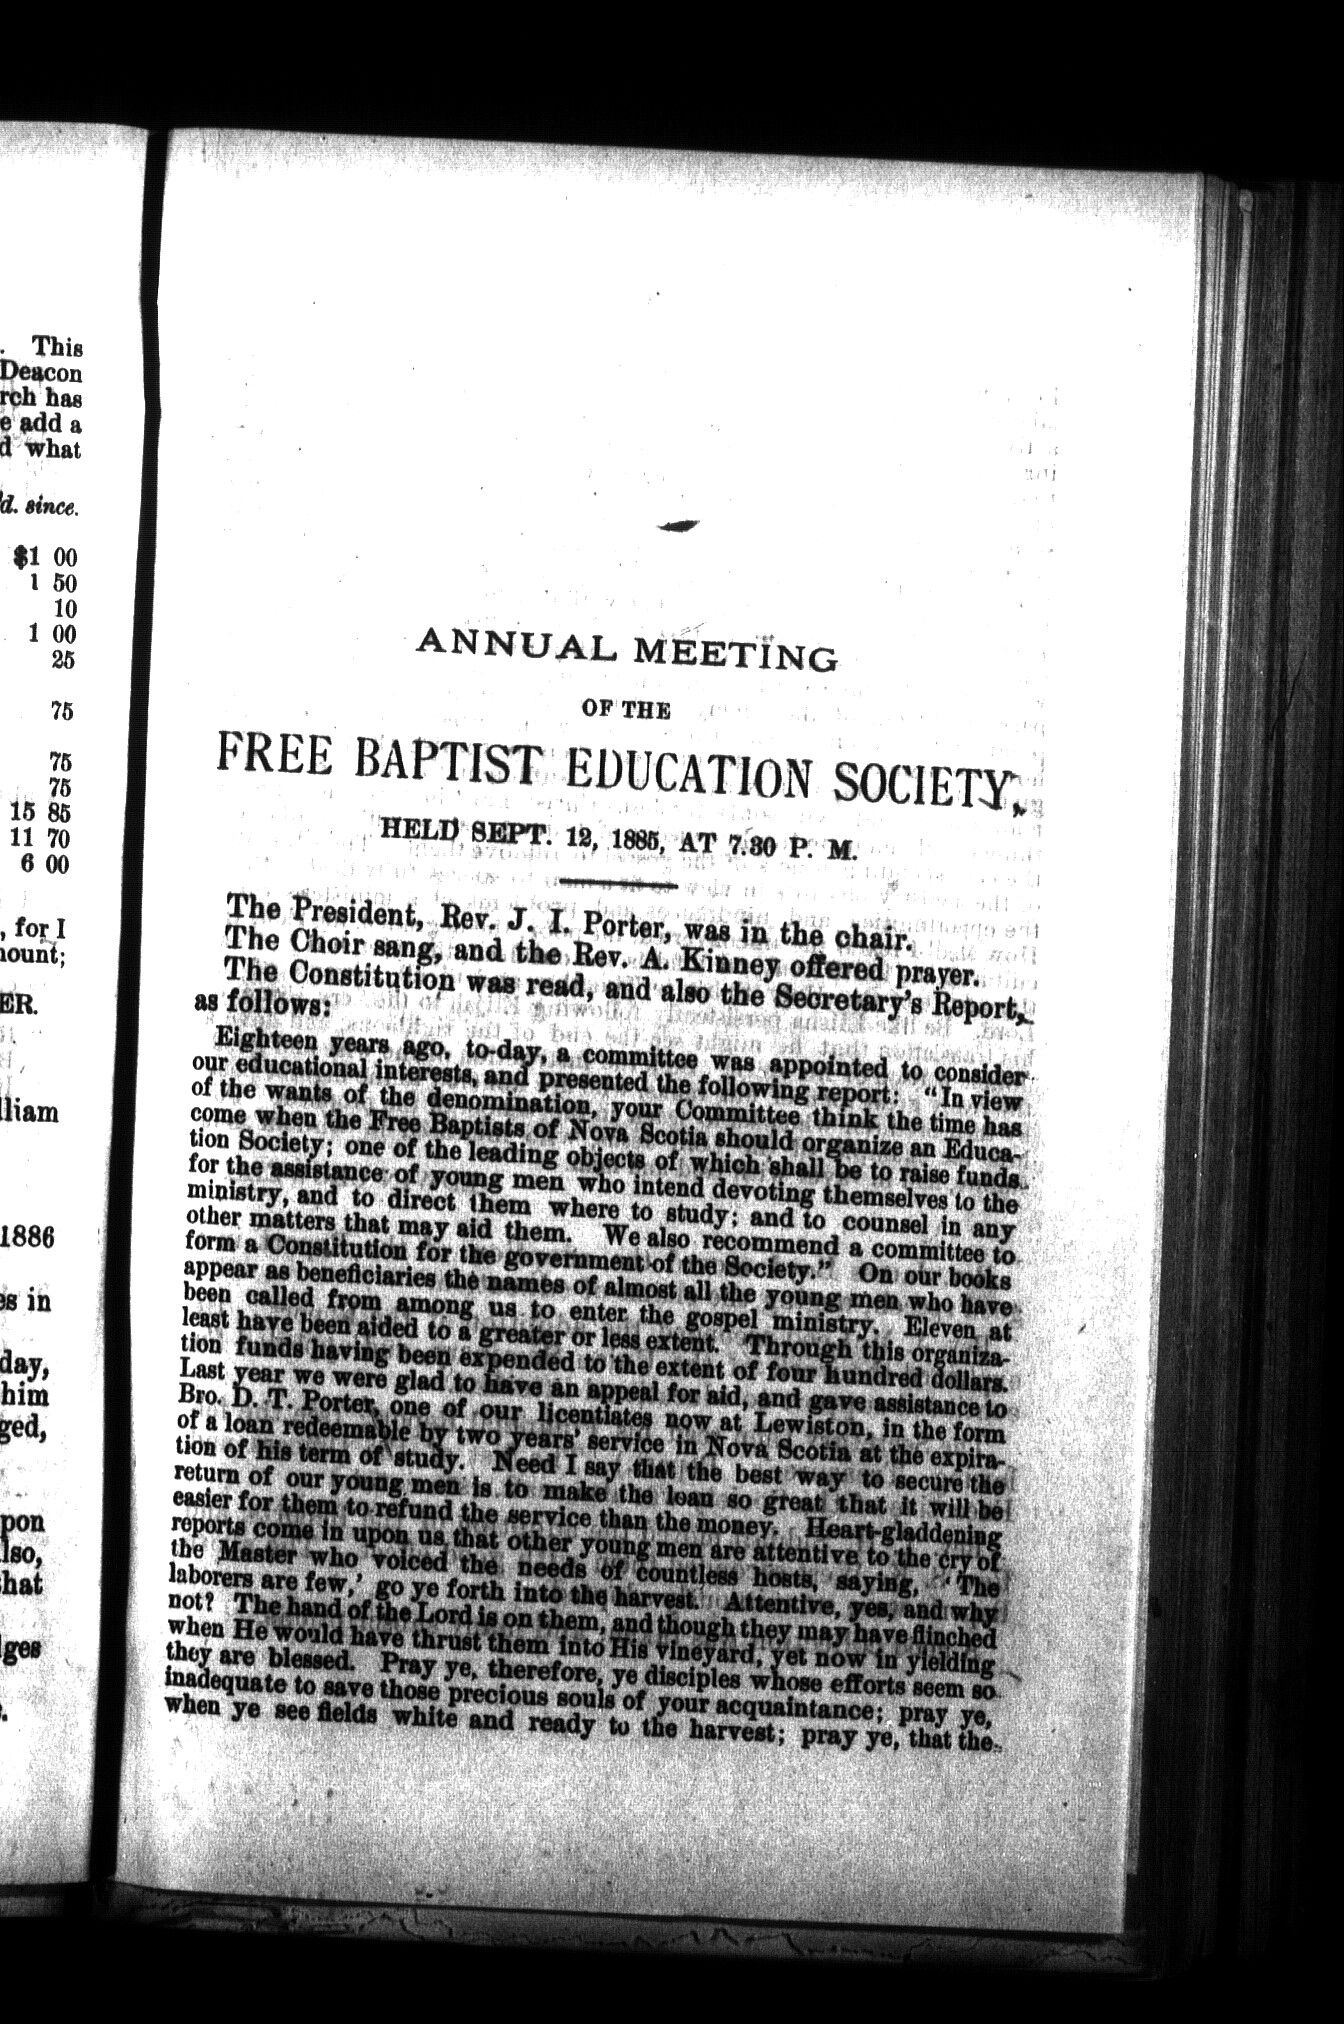 . This
Deacon
rch has
e add a
d what
'd. since.
$1 00
1 50
10
1 00
25
75
75
75
15 85
11 70
6 00
, for I
nount;
ER.
lliam
1886
es in
day,
him
ged,
pon
lso,
hat
ges
ANNUAL MEETING
OF THE
FREE BAPTIST EDUCATION SOCIETY,
HELD SEPT. 12, 1885, AT 7.30 P. M.
The President, Rev. J. I. Porter, was in the chair.
The Choir sang, and the Rev. A. Kinney offered prayer.
The Constitution was read, and also the Secretary's Report,
as follows:
Eighteen years ago, to-day, a committee was appointed to consider
our educational interests, and presented the following report: "In view
of the wants of the denomination, your Committee think the time has
come when the Free Baptists of Nova Scotia should organize an Educa-
tion Society; one of the leading objects of which shall be to raise funds
for the assistance of young men who intend devoting themselves to the
ministry, and to direct them where to study; and to counsel in any
other matters that may aid them. We also recommend a committee to
form a Constitution for the government of the Society." On our books
appear as beneficiaries the names of almost all the young men who have
been called from among us to enter the gospel ministry. Eleven at
least have been aided to a greater or less extent. Through this organiza-
tion funds having been expended to the extent of four hundred dollars.
Last year we were glad to have an appeal for aid, and gave assistance to
Bro. D. T. Porter, one of our licentiates now at Lewiston, in the form
of a loan redeemable by two years' service in Nova Scotia at the expira-
tion of his term of study. Need I say that the best way to secure the
return of our young men is to make the loan so great that it will be
easier for them to refund the service than the money. Heart-gladdening
reports come in upon us that other young men are attentive to the cry of
the Master who voiced the needs of countless hosts, saying, 'The
laborers are few,' go ye forth into the harvest. Attentive, yes, and why
not? The hand of the Lord is on them, and though they may have flinched
when He would have thrust them into His vineyard, yet now in yielding
they are blessed. Pray ye, therefore, ye disciples whose efforts seem so
inadequate to save those precious souls of your acquaintance; pray ye,
when ye see fields white and ready to the harvest; pray ye, that the